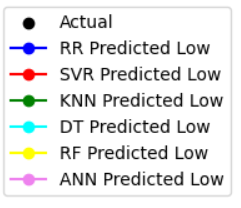 Actual
RR Predicted Low
SVR Predicted Low
KNN Predicted Low
DT Predicted Low
RF Predicted Low
ANN Predicted Low